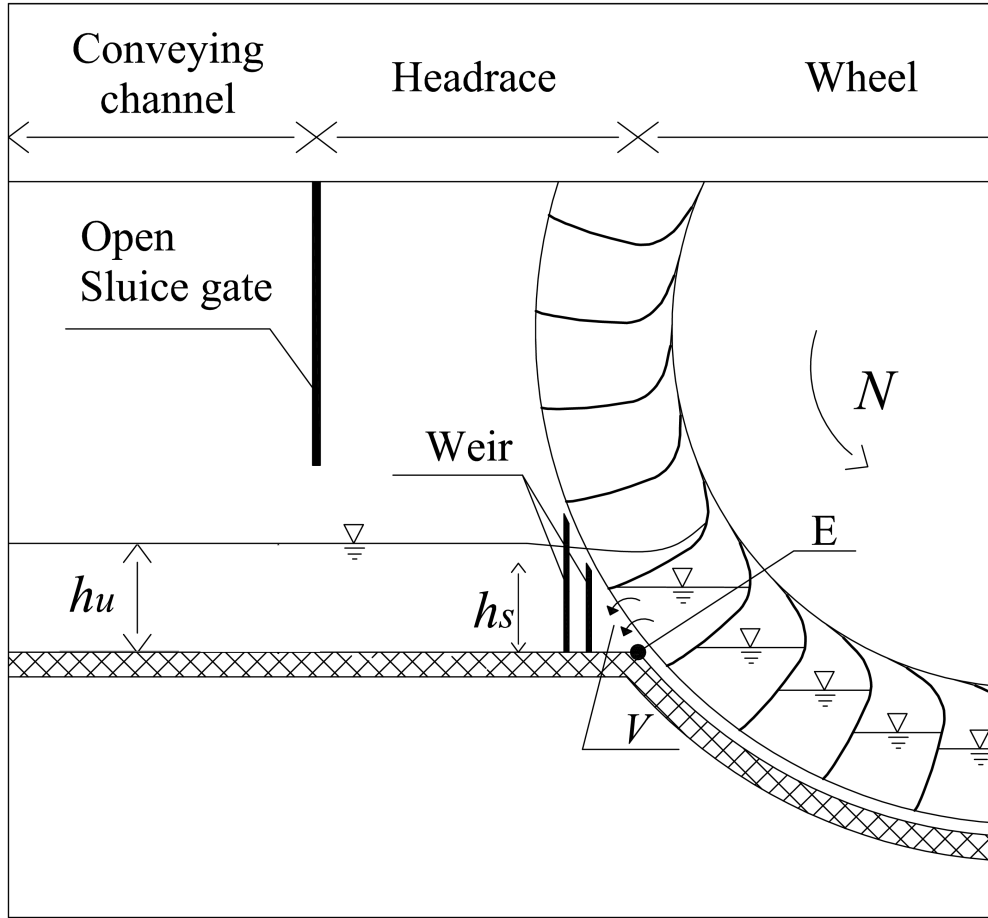 Conveying
channel
Headrace
Wheel
Open
Sluice gate
N
Weir
E
hu
hs
V